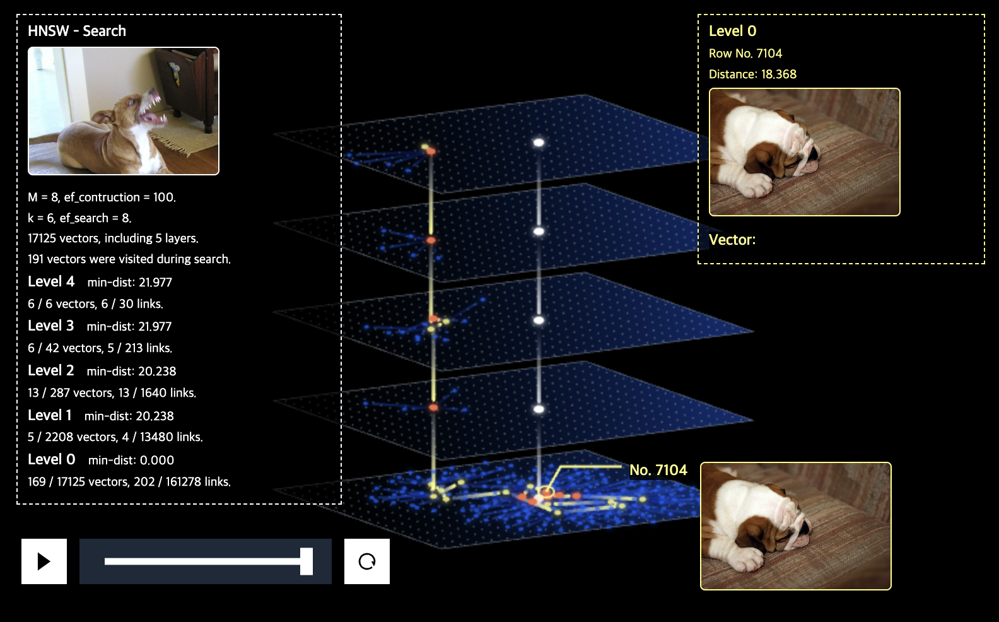 HNSW - Search
M = 8, ef_contruction = 100.
k = 6, ef_search = 8.
17125 vectors, including 5 layers.
191 vectors were visited during search.
Level 4 min-dist: 21.977
6 / 6 vectors, 6 / 30 links.
Level 3 min-dist: 21.977
6 / 42 vectors, 5 / 213 links.
Level 2 min-dist: 20.238
13 / 287 vectors, 13 / 1640 links.
Level 1 min-dist: 20.238
5 / 2208 vectors, 4 / 13480 links.
Level 0 min-dist: 0.000
169 / 17125 vectors, 202 / 161278 links.
Level 0
Row No. 7104
Distance: 18.368
Vector:
No. 7104